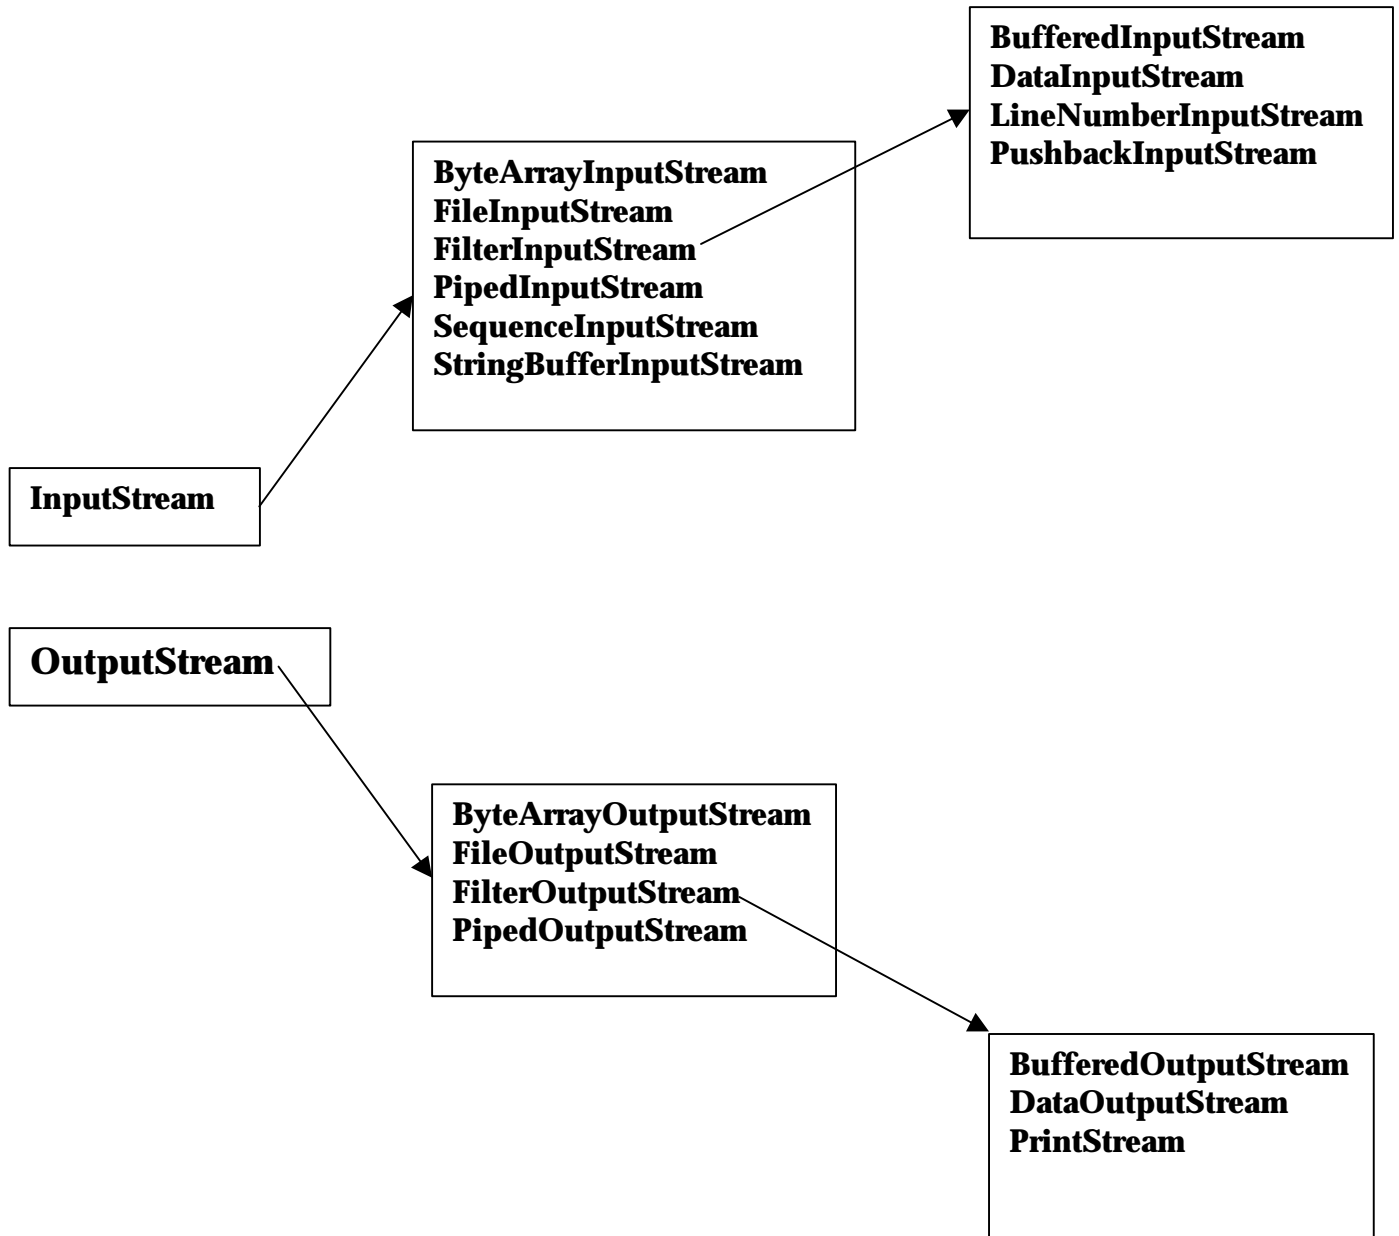 BufferedInputStream
DataInputStream
LineNumberInputStream
PushbackInputStream
ByteArrayInputStream
FileInputStream
FilterInputStream
PipedInputStream
SequenceInputStream
StringBufferInputStream
InputStream
OutputStream
ByteArrayOutputStream
FileOutputStream
FilterOutputStream
PipedOutputStream
BufferedOutputStream
DataOutputStream
PrintStream